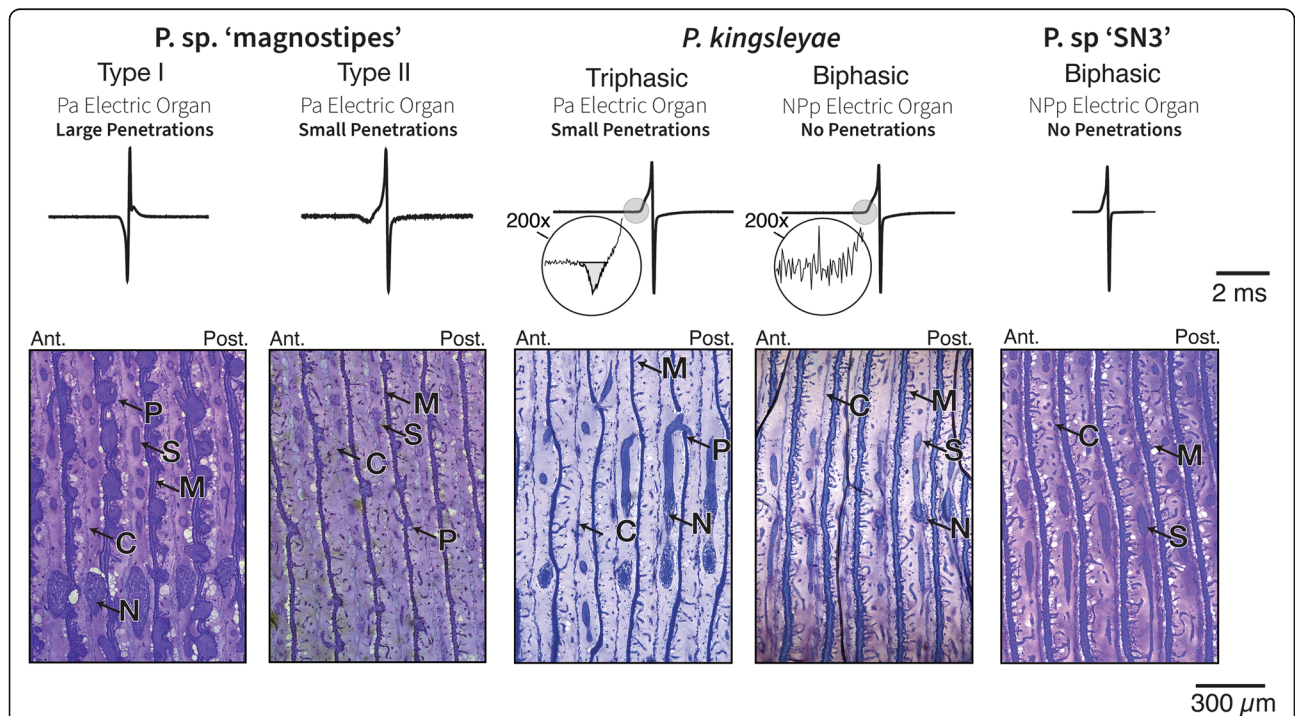 P. sp. ‘magnostipes’
P. kingsleyae
P. sp ‘SN3’
Type I
Pa Electric Organ
Large Penetrations
Type II
Pa Electric Organ
Small Penetrations
Triphasic
Pa Electric Organ
Small Penetrations
Biphasic
NPp Electric Organ
No Penetrations
Biphasic
NPp Electric Organ
No Penetrations
200x
200x
2 ms
Ant. Post.
P
S
M
C
N
Ant. Post.
M
S
C
P
Ant. Post.
M
P
N
C
Ant. Post.
C
M
S
N
Ant. Post.
C
M
S
300 µm